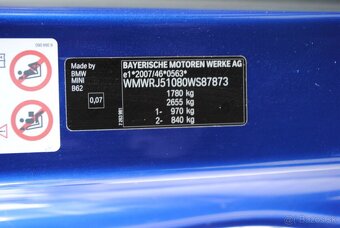 Made by
BMW
MINI
B62
0,07
BAYERISCHE MOTOREN WERKE AG
e1*2007/46*0563*
WMWRJ51080WS87873
1780 kg
2655 kg
1- 970 kg
2- 840 kg